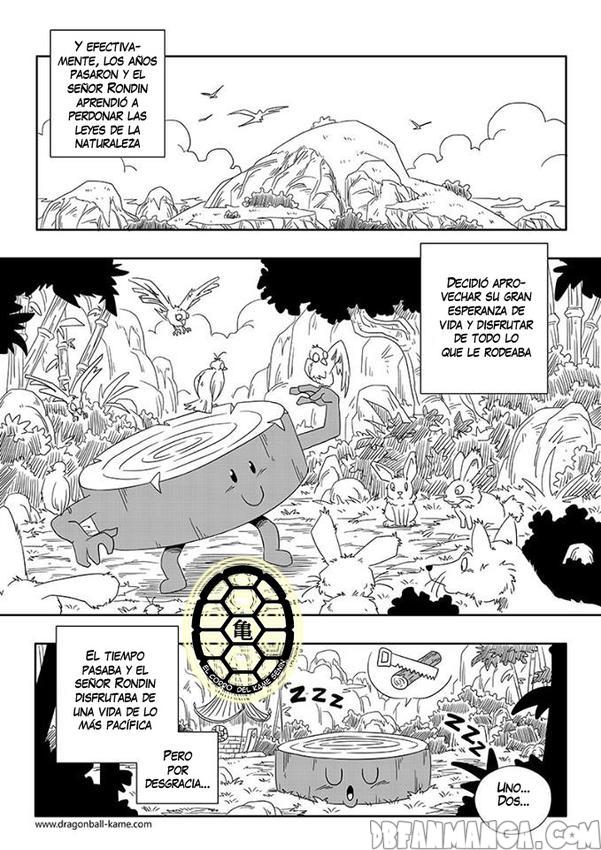 Y EFECTIVA-
MENTE, LOS AÑOS
PASARON Y EL
SEÑOR RONDIN
APRENDIÓ A
PERDONAR LAS
LEYES DE LA
NATURALEZA
DECIDIÓ APRO-
VECHAR SU GRAN
ESPERANZA DE
VIDA Y DISFRUTAR
DE TODO LO
QUE LE RODEABA
亀
EL CODPO DEL KAME SENIN
EL TIEMPO
PASABA Y EL
SEÑOR RONDIN
DISFRUTABA DE
UNA VIDA DE LO
MÁS PACÍFICA
PERO
POR
DESGRACIA...
ZZZ
ZZZ
UNO...
DOS...
www.dragonball-kame.com
DBFANMANGA.COM